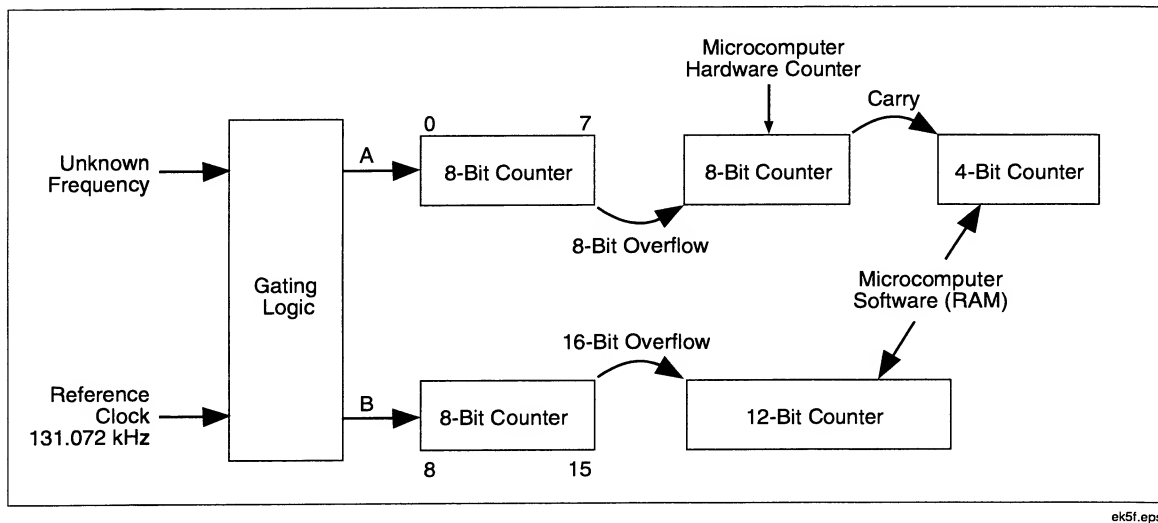 Microcomputer
Hardware Counter
Carry
0 7
A
Unknown
Frequency
8-Bit Counter
8-Bit Counter
4-Bit Counter
8-Bit Overflow
Gating
Logic
Microcomputer
Software (RAM)
16-Bit Overflow
Reference
Clock
131.072 kHz
B
8-Bit Counter
12-Bit Counter
8 15
ek5f.eps